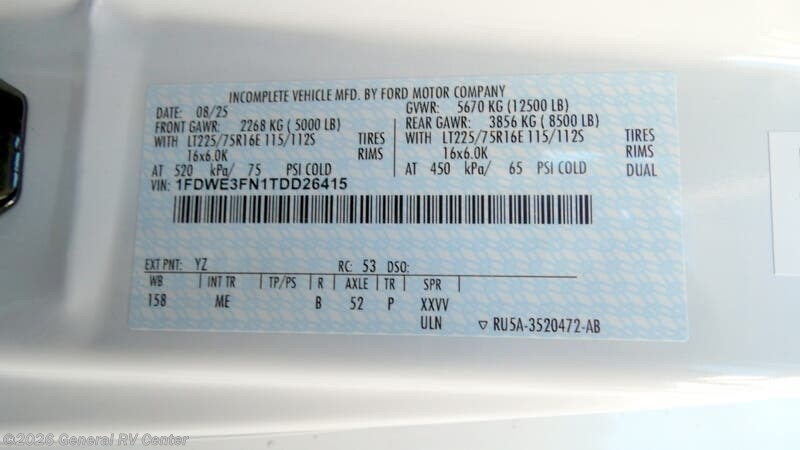 INCOMPLETE VEHICLE MFD. BY FORD MOTOR COMPANY
DATE: 08/25 GVWR: 5670 KG (12500 LB)
FRONT GAWR: 2268 KG ( 5000 LB) REAR GAWR: 3856 KG ( 8500 LB)
WITH LT225/75R16E 115/112S TIRES WITH LT225/75R16E 115/112S TIRES
16x6.0K RIMS 16x6.0K RIMS
AT 520 kPa/ 75 PSI COLD AT 450 kPa/ 65 PSI COLD DUAL
VIN: 1FDWE3FN1TDD26415
EXT PNT: YZ RC: 53 DSO:
WB INT TR TP/PS R AXLE TR SPR
158 ME B 52 P XXVV
ULN ▽ RU5A-3520472-AB
©2026 General RV Center